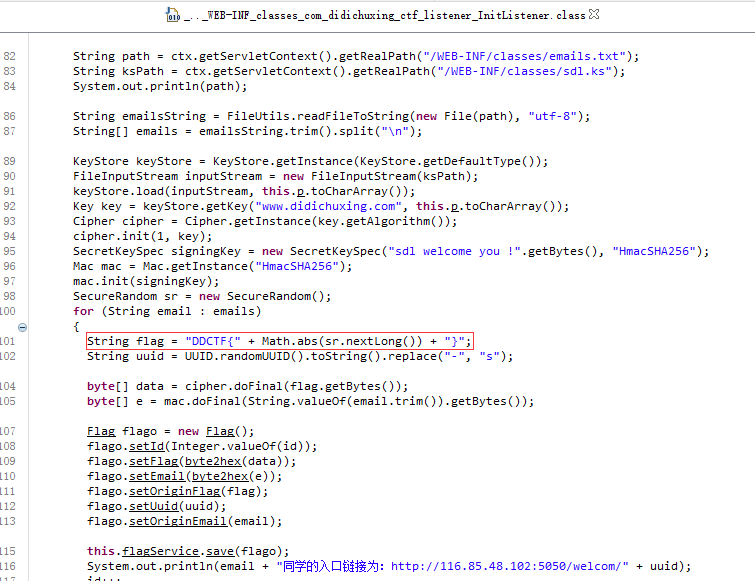 _..._WEB-INF_classes_com_didichuxing_ctf_listener_InitListener.class
82 String path = ctx.getServletContext().getRealPath("/WEB-INF/classes/emails.txt");
83 String ksPath = ctx.getServletContext().getRealPath("/WEB-INF/classes/sdl.ks");
84 System.out.println(path);
86 String emailsString = FileUtils.readFileToString(new File(path), "utf-8");
87 String[] emails = emailsString.trim().split("\n");
89 KeyStore keyStore = KeyStore.getInstance(KeyStore.getDefaultType());
90 FileInputStream inputStream = new FileInputStream(ksPath);
91 keyStore.load(inputStream, this.p.toCharArray());
92 Key key = keyStore.getKey("www.didichuxing.com", this.p.toCharArray());
93 Cipher cipher = Cipher.getInstance(key.getAlgorithm());
94 cipher.init(1, key);
95 SecretKeySpec signingKey = new SecretKeySpec("sdl welcome you !".getBytes(), "HmacSHA256");
96 Mac mac = Mac.getInstance("HmacSHA256");
97 mac.init(signingKey);
98 SecureRandom sr = new SecureRandom();
100 for (String email : emails)
{
101 String flag = "DDCTF{" + Math.abs(sr.nextLong()) + "}";
102 String uuid = UUID.randomUUID().toString().replace("-", "s");
104 byte[] data = cipher.doFinal(flag.getBytes());
105 byte[] e = mac.doFinal(String.valueOf(email.trim()).getBytes());
107 Flag flago = new Flag();
108 flago.setId(Integer.valueOf(id));
109 flago.setFlag(byte2hex(data));
110 flago.setEmail(byte2hex(e));
111 flago.setOriginFlag(flag);
112 flago.setUuid(uuid);
113 flago.setOriginEmail(email);
115 this.flagService.save(flago);
116 System.out.println(email + "同学的入口链接为：http://116.85.48.102:5050/welcom/" + uuid);